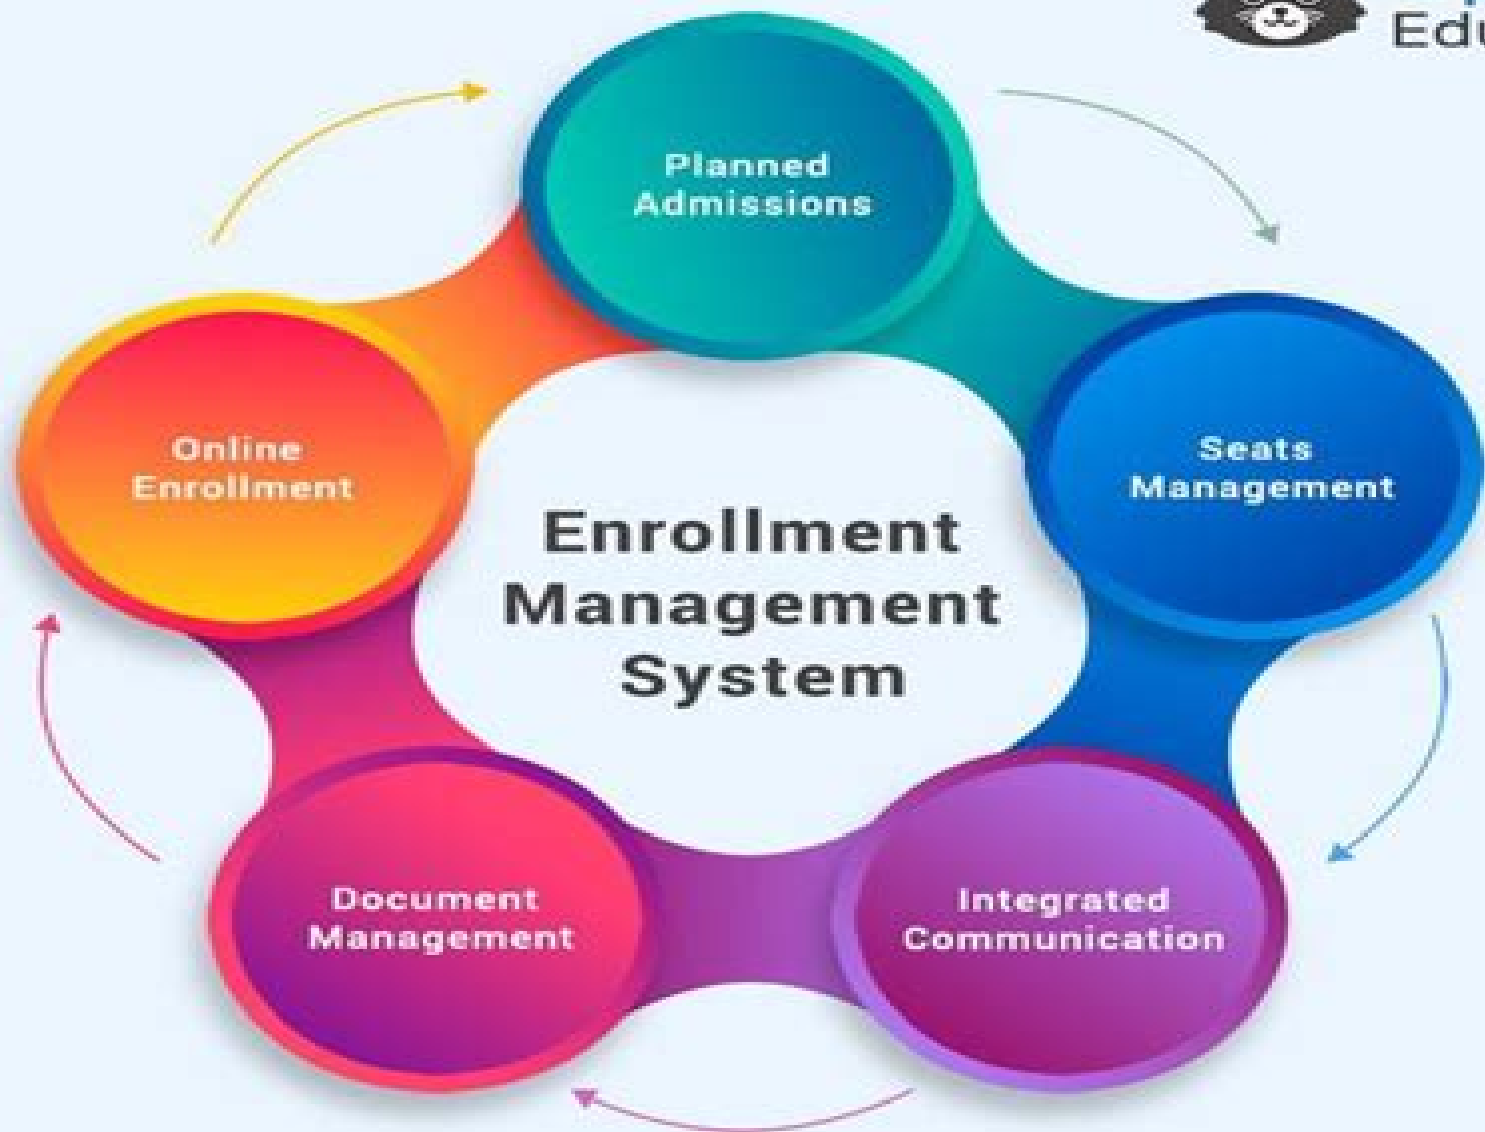 Planned
Admissions
Online
Enrollment
Seats
Management
Enrollment
Management
System
Document
Management
Integrated
Communication